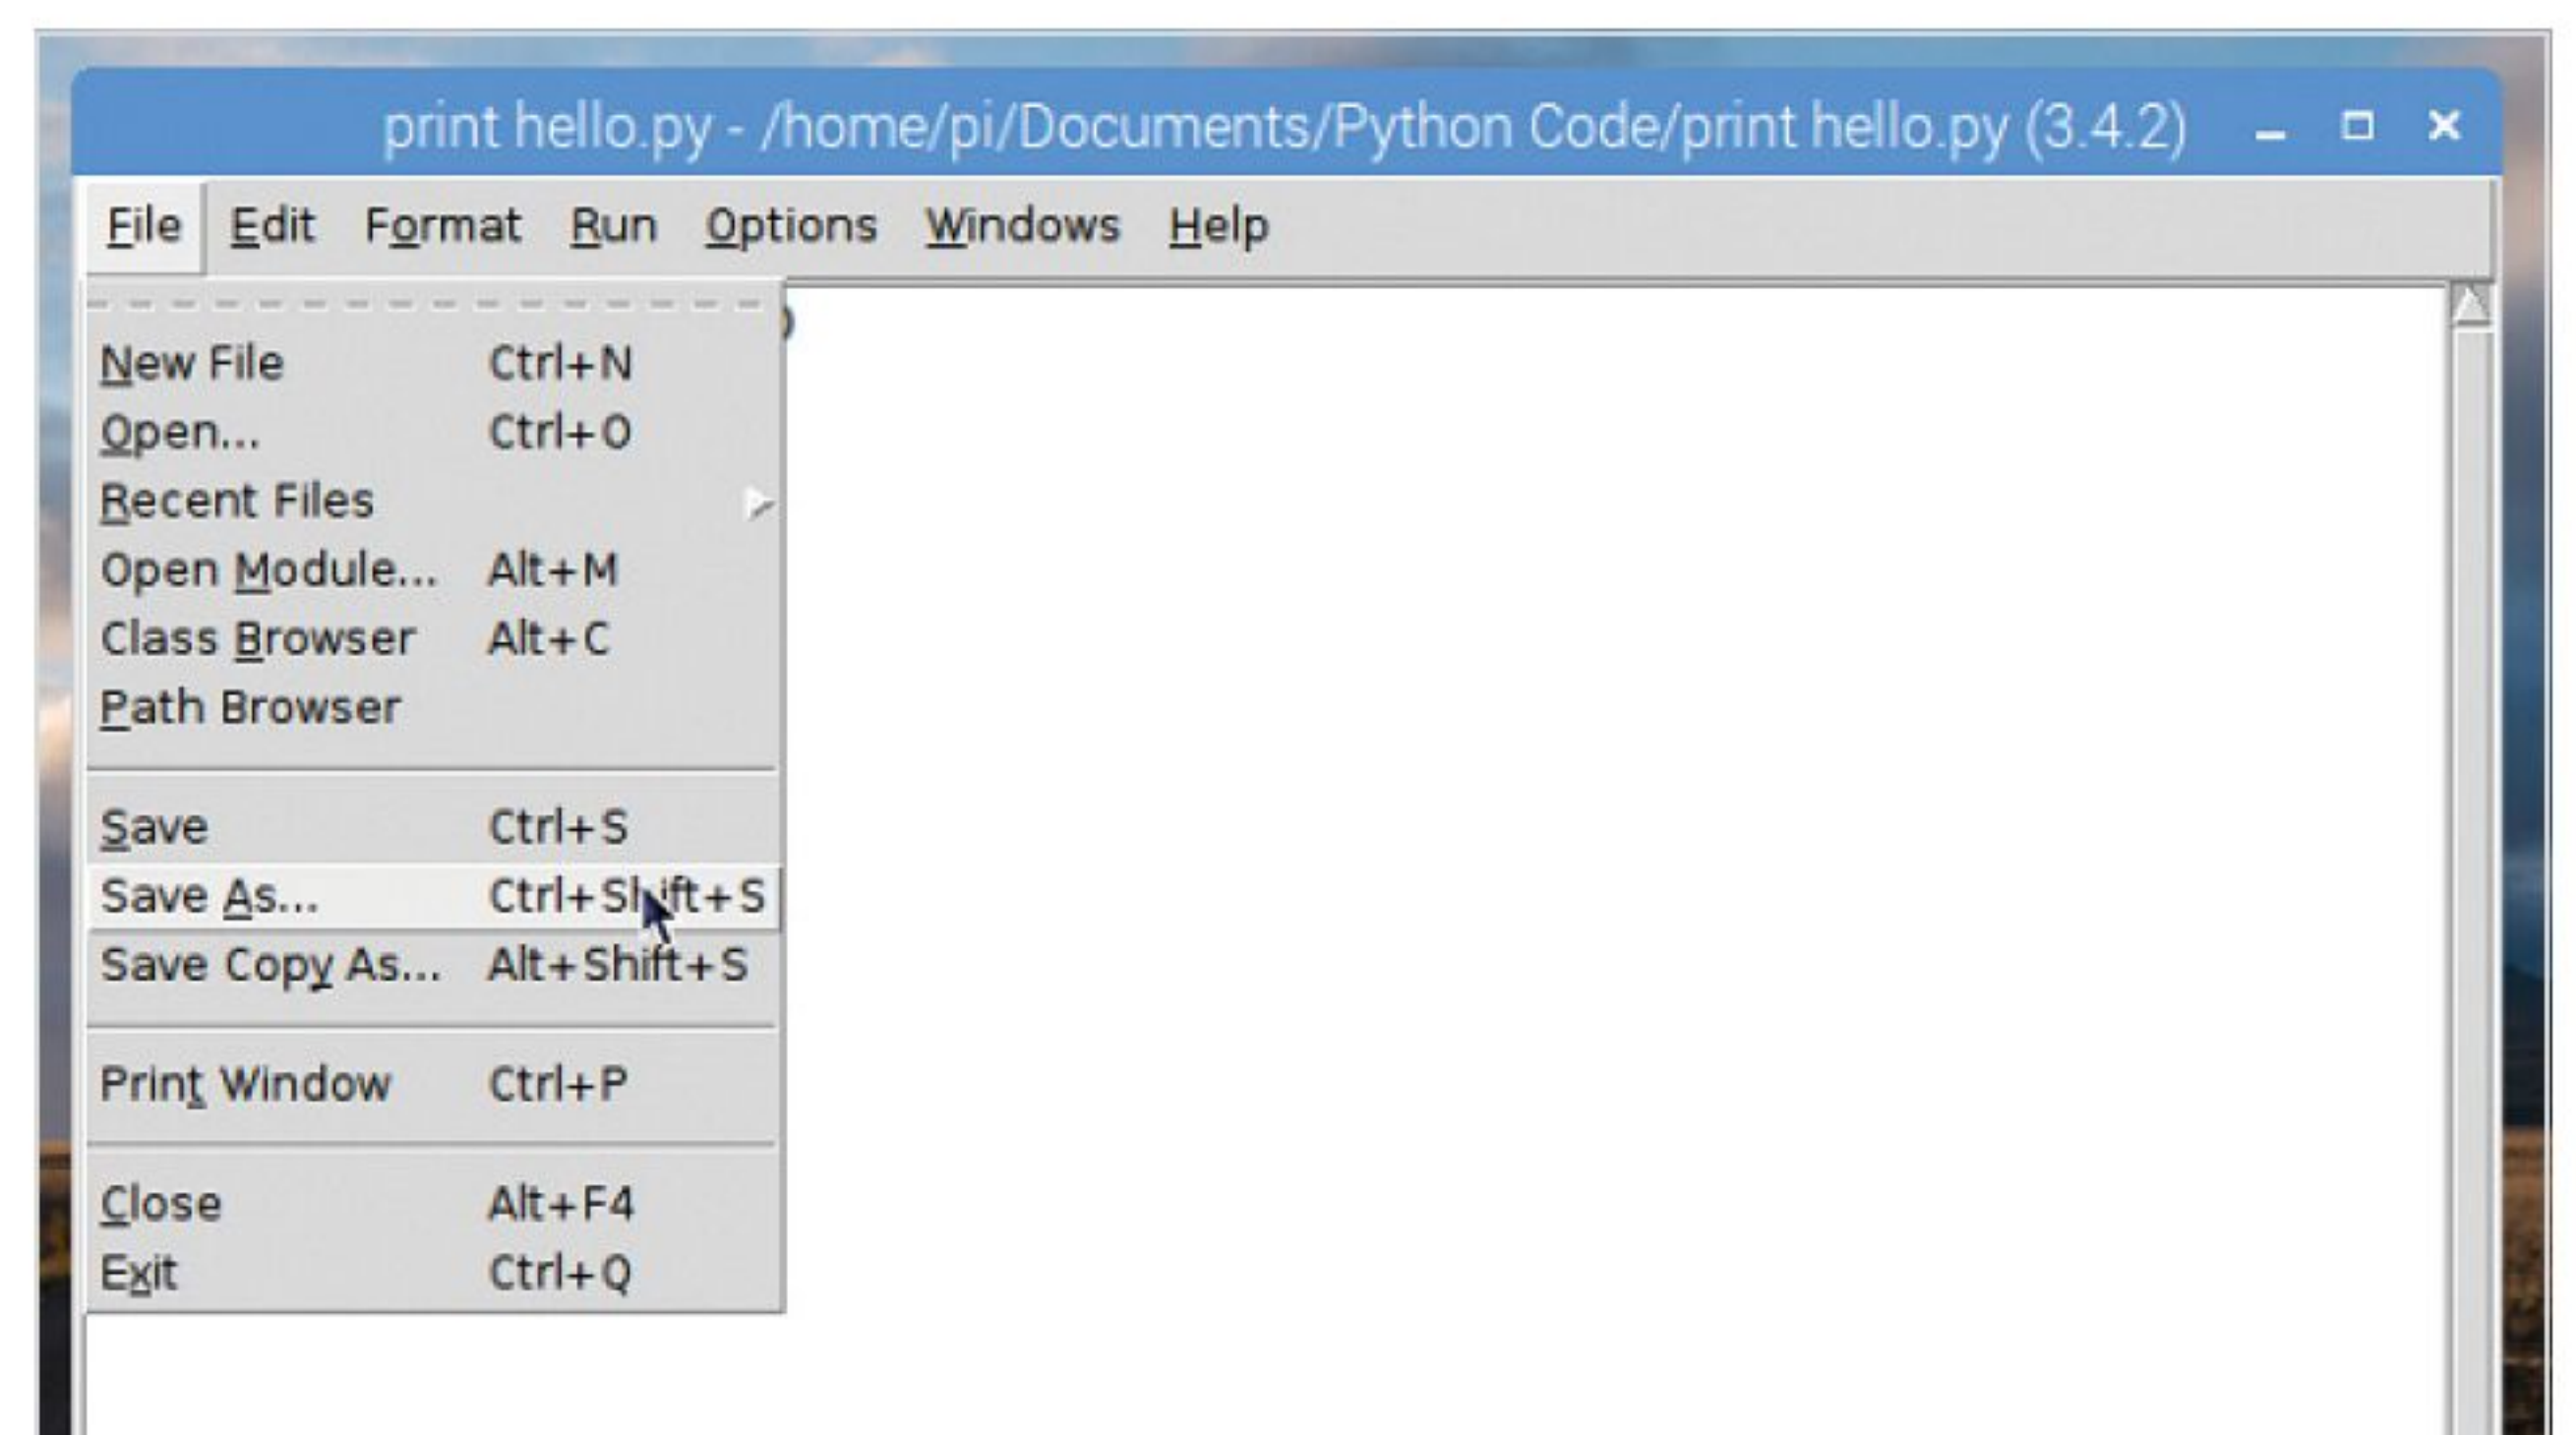 print hello.py - /home/pi/Documents/Python Code/print hello.py (3.4.2)
File Edit Format Run Options Windows Help
New File Ctrl+N
Open... Ctrl+O
Recent Files
Open Module... Alt+M
Class Browser Alt+C
Path Browser
Save Ctrl+S
Save As... Ctrl+Shift+S
Save Copy As... Alt+Shift+S
Print Window Ctrl+P
Close Alt+F4
Exit Ctrl+Q